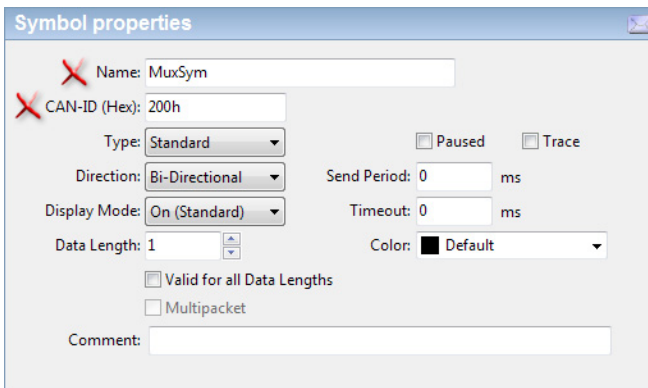 Symbol properties
Name: MuxSym
CAN-ID (Hex): 200h
Type: Standard Paused Trace
Direction: Bi-Directional Send Period: 0 ms
Display Mode: On (Standard) Timeout: 0 ms
Data Length: 1 Color: Default
Valid for all Data Lengths
Multipacket
Comment: